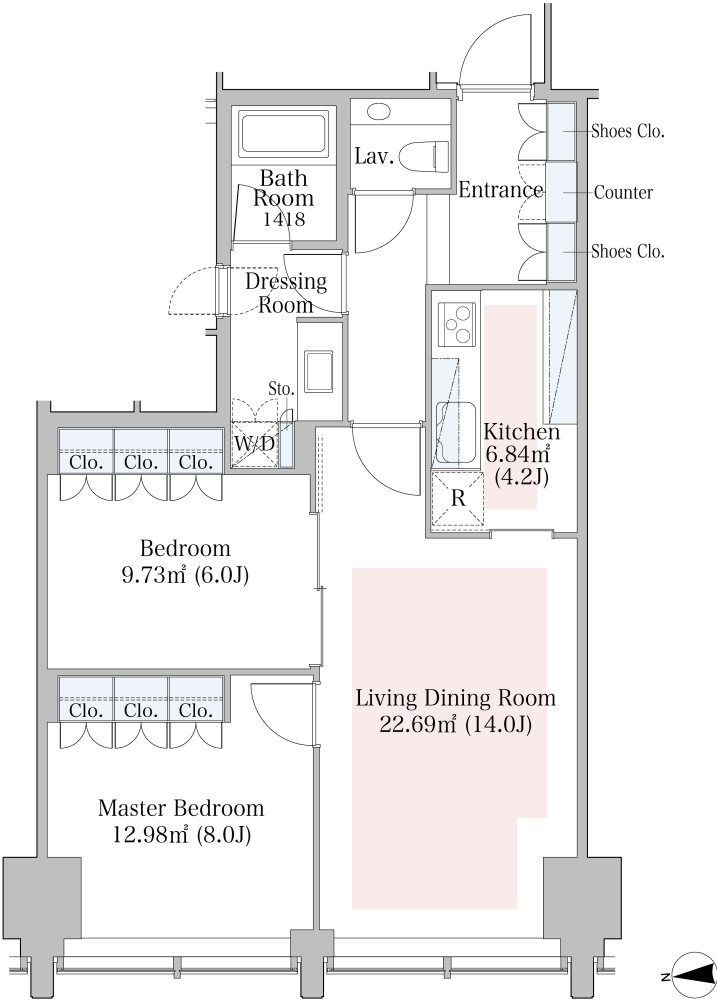 Shoes Clo.
Lav.
Bath
Room
1418
Entrance
Counter
Shoes Clo.
Dressing
Room
Sto.
W/D
Kitchen
6.84㎡
(4.2J)
R
Clo. Clo. Clo.
Bedroom
9.73㎡ (6.0J)
Clo. Clo. Clo.
Living Dining Room
22.69㎡ (14.0J)
Master Bedroom
12.98㎡ (8.0J)
N